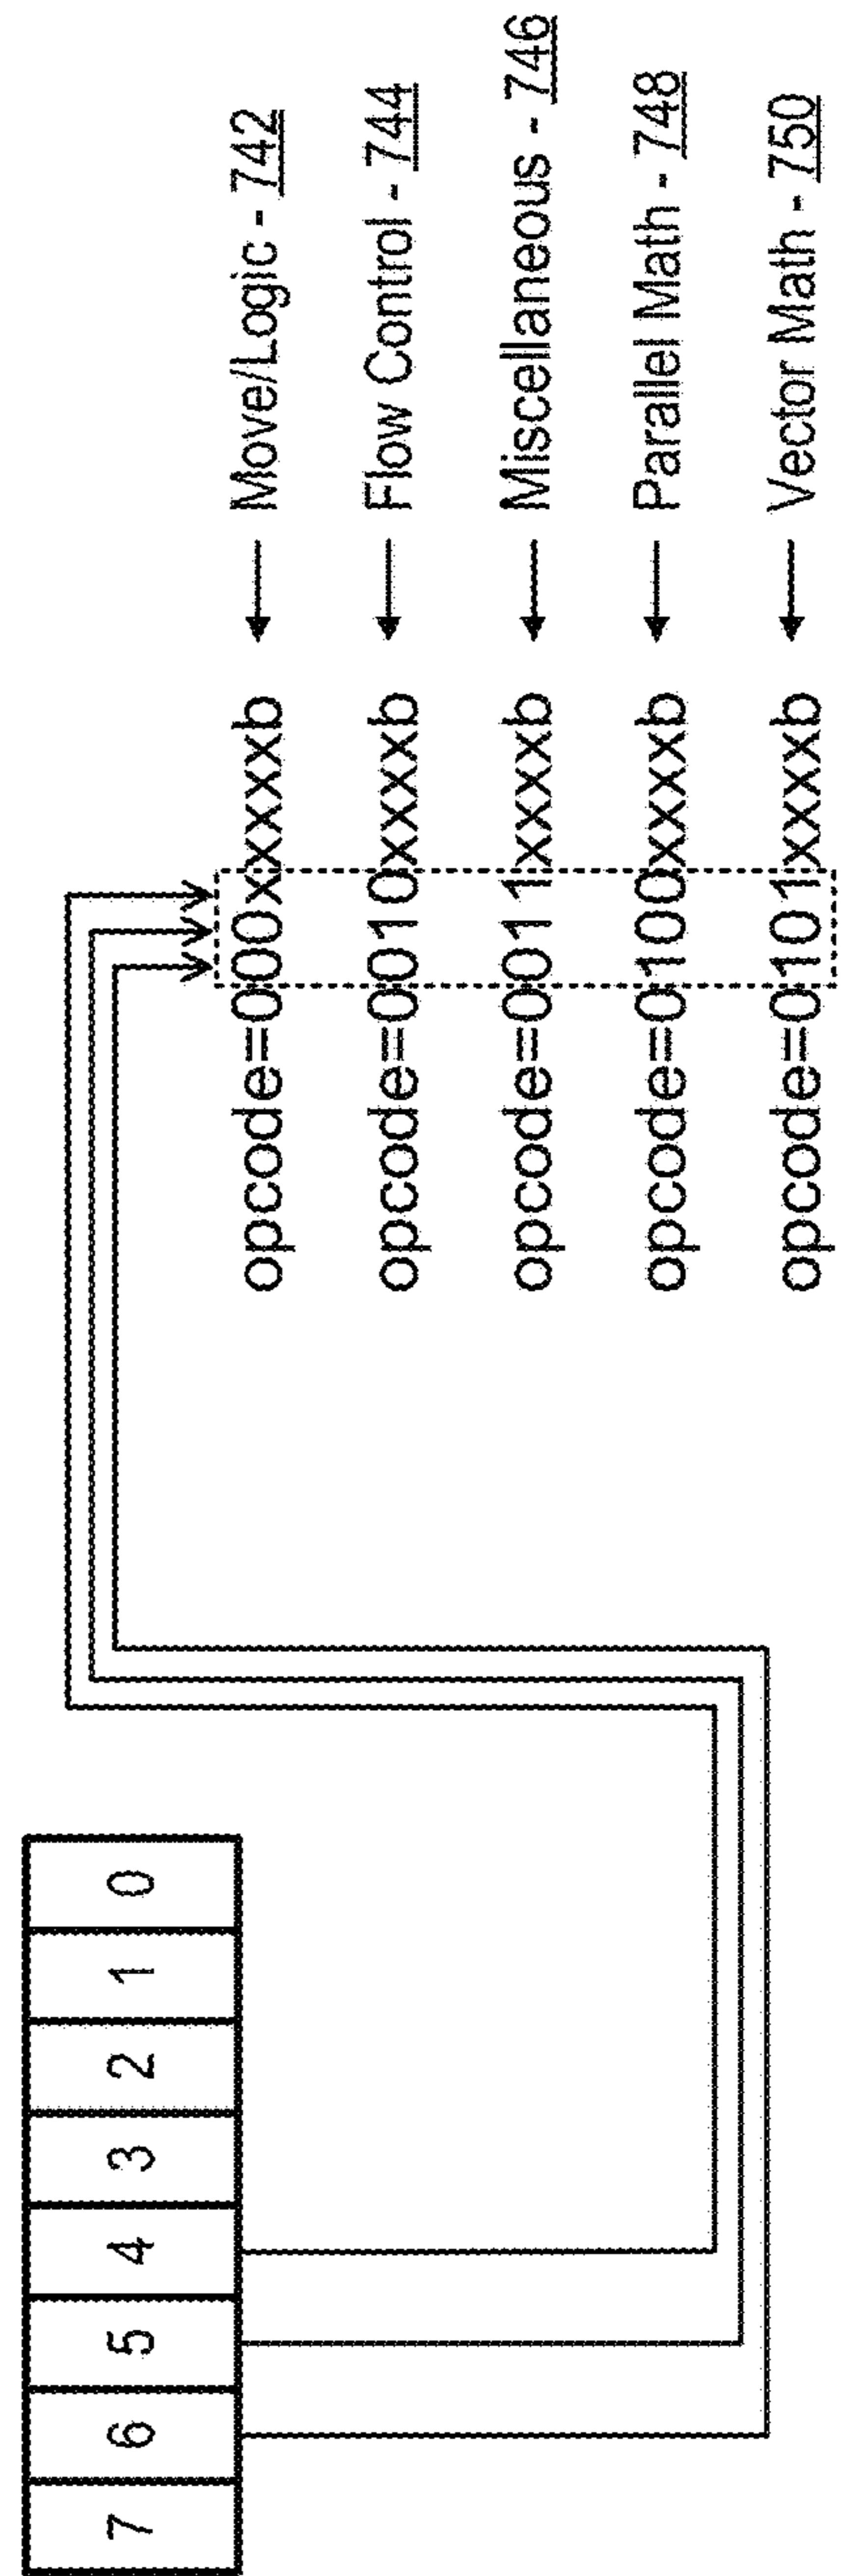 7 6 5 4 3 2 1 0
opcode=000xxxxxb ← Move/Logic - 742
opcode=0010xxxxb ← Flow Control - 744
opcode=0011xxxxb ← Miscellaneous - 746
opcode=0100xxxxb ← Parallel Math - 748
opcode=0101xxxxb ← Vector Math - 750